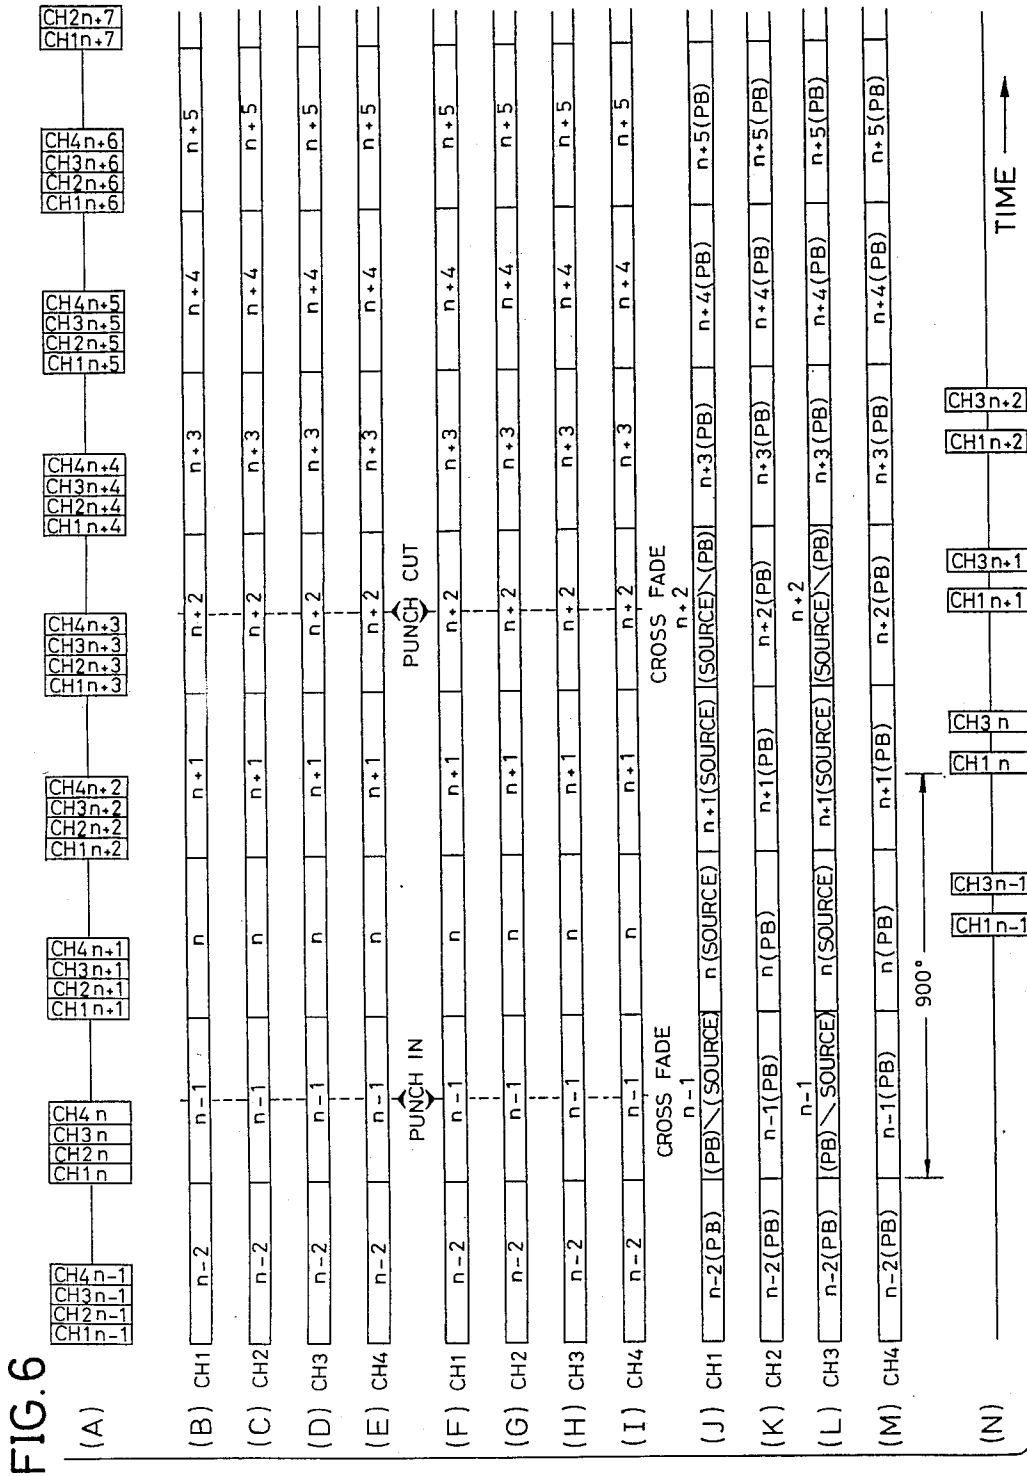 FIG. 6
(A)
CH1n-1 CH2n-1 CH3n-1 CH4n-1
CH1n CH2n CH3n CH4n
CH1n+1 CH2n+1 CH3n+1 CH4n+1
CH1n+2 CH2n+2 CH3n+2 CH4n+2
CH1n+3 CH2n+3 CH3n+3 CH4n+3
CH1n+4 CH2n+4 CH3n+4 CH4n+4
CH1n+5 CH2n+5 CH3n+5 CH4n+5
CH1n+6 CH2n+6 CH3n+6 CH4n+6
CH1n+7 CH2n+7
(B) CH1 n-2 n-1 n n+1 n+2 n+3 n+4 n+5
(C) CH2 n-2 n-1 n n+1 n+2 n+3 n+4 n+5
(D) CH3 n-2 n-1 n n+1 n+2 n+3 n+4 n+5
(E) CH4 n-2 n-1 n n+1 n+2 n+3 n+4 n+5
PUNCH IN PUNCH CUT
(F) CH1 n-2 n-1 n n+1 n+2 n+3 n+4 n+5
(G) CH2 n-2 n-1 n n+1 n+2 n+3 n+4 n+5
(H) CH3 n-2 n-1 n n+1 n+2 n+3 n+4 n+5
(I) CH4 n-2 n-1 n n+1 n+2 n+3 n+4 n+5
CROSS FADE CROSS FADE
n-1 n+2
(J) CH1 n-2(PB) (PB)\(SOURCE) n(SOURCE) n+1(SOURCE) (SOURCE)\(PB) n+3(PB) n+4(PB) n+5(PB)
(K) CH2 n-2(PB) n-1(PB) n(PB) n+1(PB) n+2(PB) n+3(PB) n+4(PB) n+5(PB)
n-1 n+2
(L) CH3 n-2(PB) (PB)\(SOURCE) n(SOURCE) n+1(SOURCE) (SOURCE)\(PB) n+3(PB) n+4(PB) n+5(PB)
(M) CH4 n-2(PB) n-1(PB) n(PB) n+1(PB) n+2(PB) n+3(PB) n+4(PB) n+5(PB)
900°
(N) CH1n-1 CH3n-1 CH1n CH3n CH1n+1 CH3n+1 CH1n+2 CH3n+2
TIME